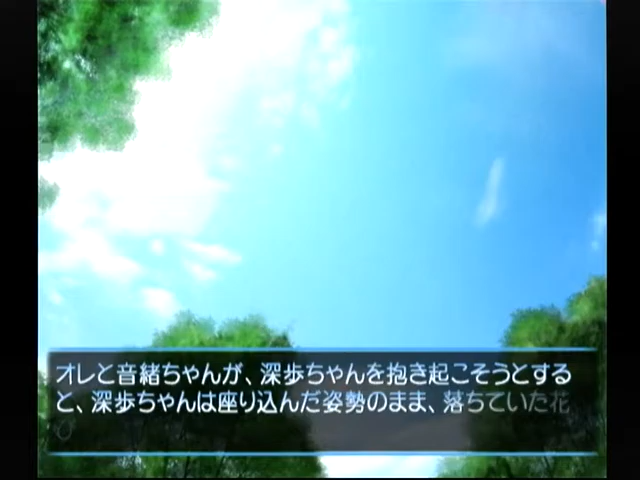 オレと音緒ちゃんが、深歩ちゃんを抱き起こそうとする
と、深歩ちゃんは座り込んだ姿勢のまま、落ちていた花